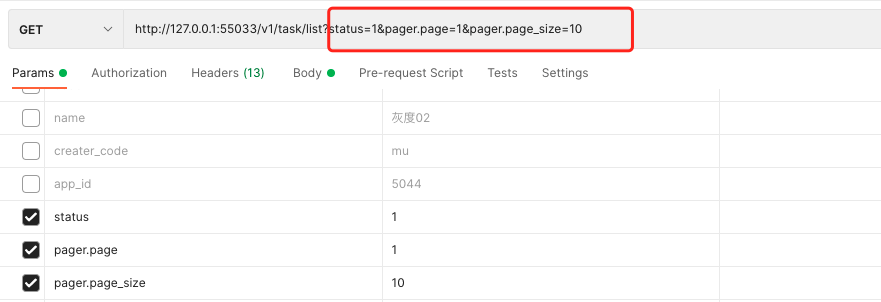 GET http://127.0.0.1:55033/v1/task/list?status=1&pager.page=1&pager.page_size=10
Params Authorization Headers (13) Body Pre-request Script Tests Settings
name 灰度02
creater_code mu
app_id 5044
status 1
pager.page 1
pager.page_size 10